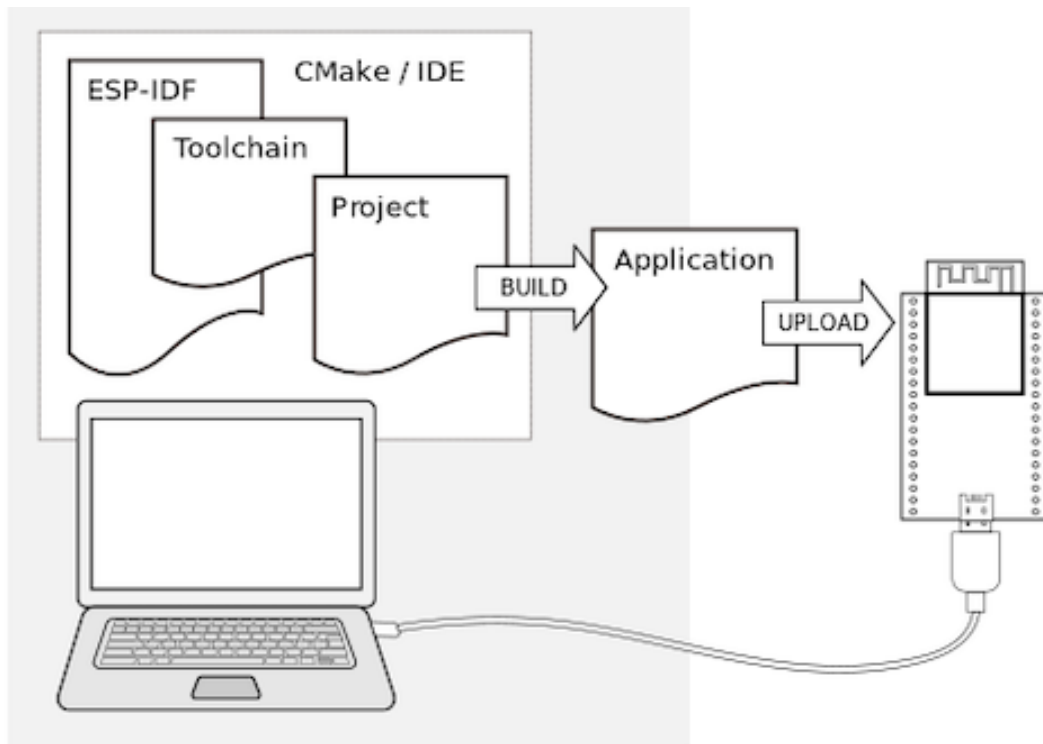 ESP-IDF
CMake / IDE
Toolchain
Project
BUILD
Application
UPLOAD